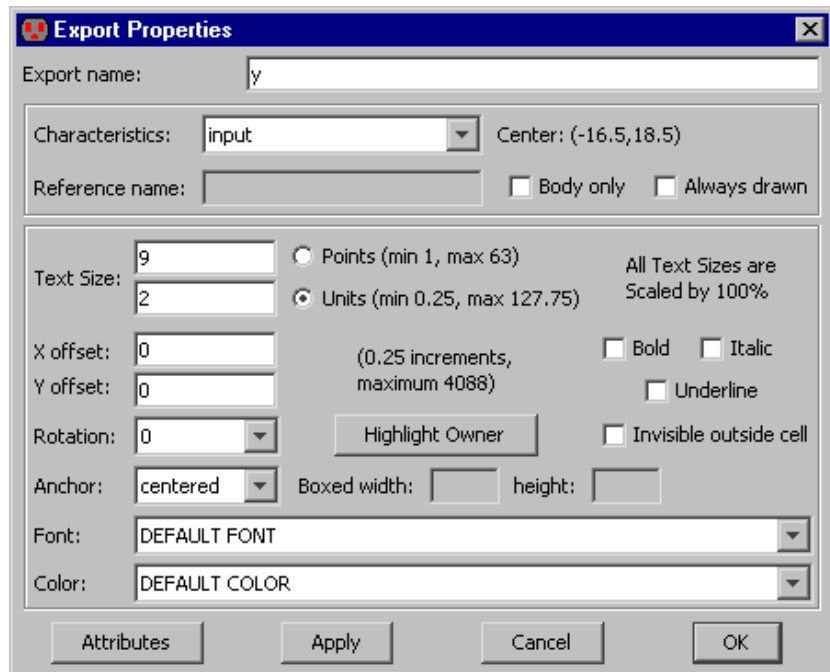 Export Properties
Export name: y
Characteristics: input Center: (-16.5,18.5)
Reference name: Body only Always drawn
Text Size: 9 Points (min 1, max 63) All Text Sizes are
2 Units (min 0.25, max 127.75) Scaled by 100%
X offset: 0 (0.25 increments, Bold Italic
Y offset: 0 maximum 4088) Underline
Rotation: 0 Highlight Owner Invisible outside cell
Anchor: centered Boxed width: height:
Font: DEFAULT FONT
Color: DEFAULT COLOR
Attributes Apply Cancel OK